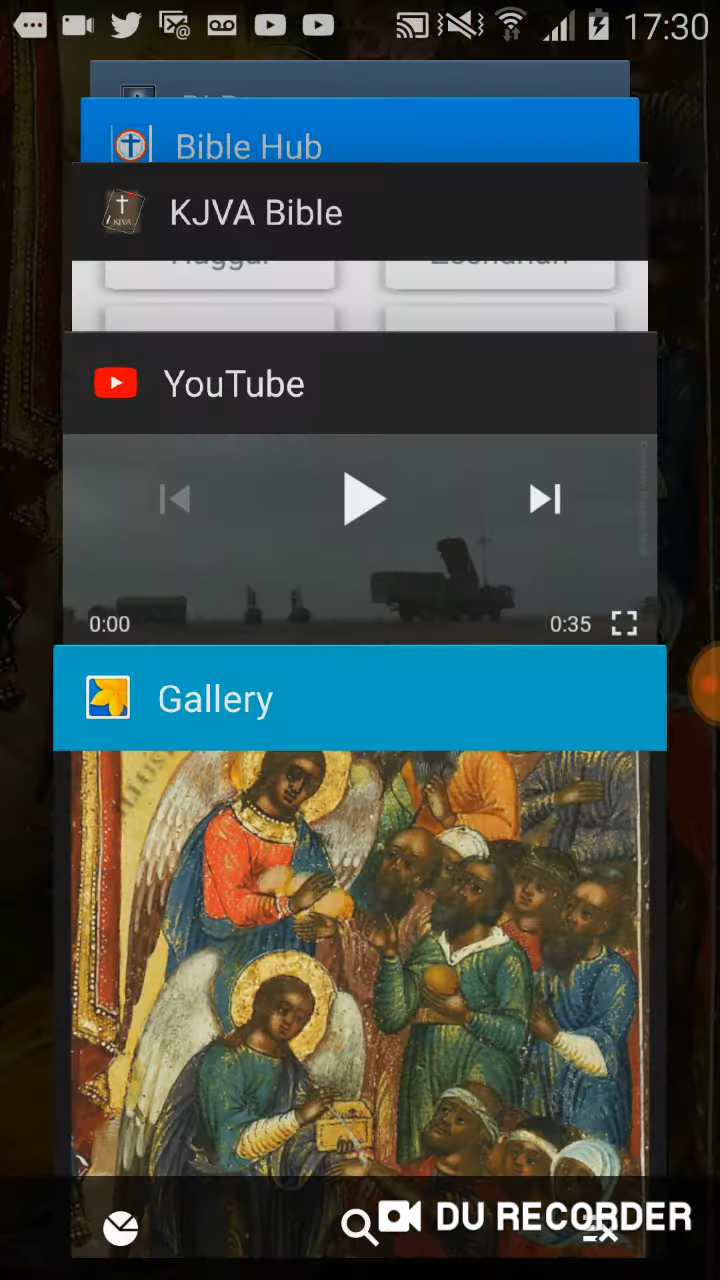 17:30
Bible Hub
KJVA Bible
YouTube
0:00
0:35
Gallery
DU RECORDER